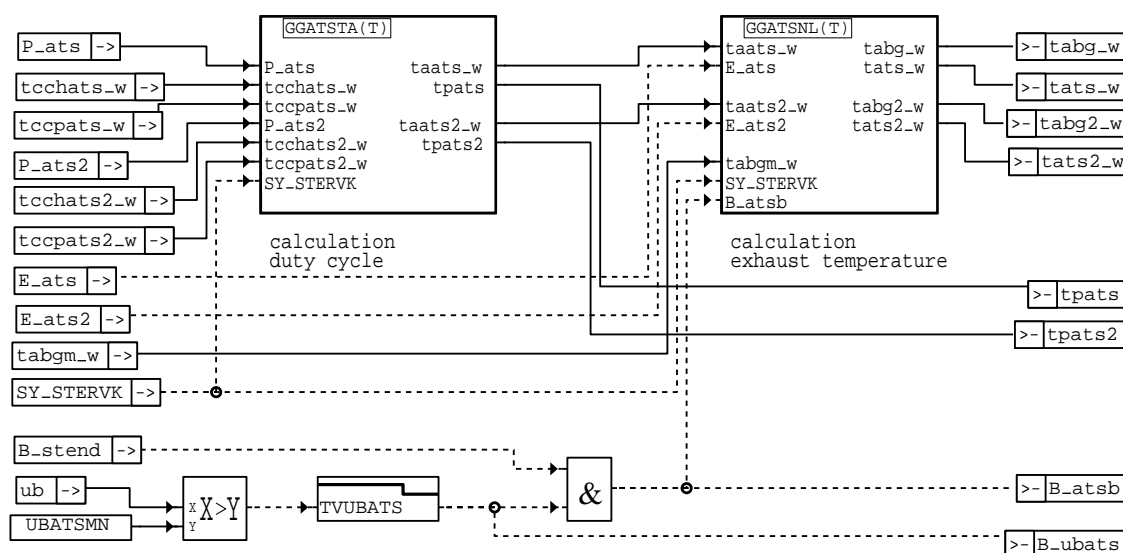 P_ats ->
tcchats_w ->
tccpats_w ->
P_ats2 ->
tcchats2_w ->
tccpats2_w ->
E_ats ->
E_ats2 ->
tabgm_w ->
SY_STERVK ->
B_stend ->
ub ->
UBATSMN
GGATSTA(T)
P_ats taats_w
tcchats_w tpats
tccpats_w
P_ats2 taats2_w
tcchats2_w tpats2
tccpats2_w
SY_STERVK
calculation
duty cycle
GGATSNL(T)
taats_w tabg_w
E_ats tats_w
taats2_w tabg2_w
E_ats2 tats2_w
tabgm_w
SY_STERVK
B_atsb
calculation
exhaust temperature
X
Y
X>Y
TVUBATS
&
>- tabg_w
>- tats_w
>- tabg2_w
>- tats2_w
>- tpats
>- tpats2
>- B_atsb
>- B_ubats